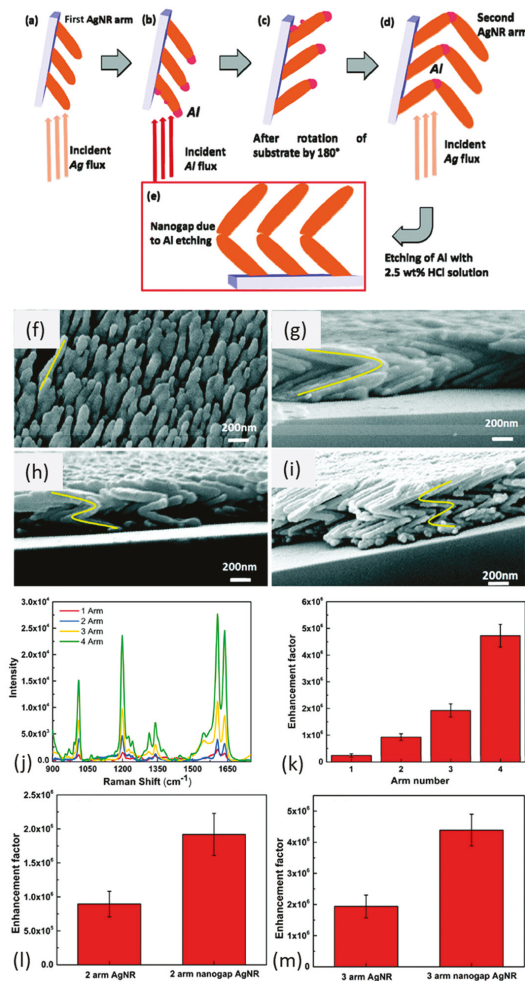 (a)
First AgNR arm
Incident
Ag flux
(b)
Al
Incident
Al flux
(c)
After rotation of
substrate by 180°
(d)
Second
AgNR arm
Al
Incident
Ag flux
(e)
Nanogap due
to Al etching
Etching of Al with
2.5 wt% HCl solution
(f)
200nm
(g)
200nm
(h)
200nm
(i)
200nm
3.0x10⁴
2.5x10⁴
2.0x10⁴
1.5x10⁴
1.0x10⁴
5.0x10³
0.0
Intensity
1 Arm
2 Arm
3 Arm
4 Arm
900 1050 1200 1350 1500 1650
Raman Shift (cm⁻¹)
(j)
Enhancement factor
5x10⁶
4x10⁶
3x10⁶
2x10⁶
1x10⁶
0
1 2 3 4
Arm number
(k)
Enhancement factor
2.5x10⁶
2.0x10⁶
1.5x10⁶
1.0x10⁶
5.0x10⁵
0.0
2 arm AgNR 2 arm nanogap AgNR
(l)
Enhancement factor
5x10⁶
4x10⁶
3x10⁶
2x10⁶
1x10⁶
0
3 arm AgNR 3 arm nanogap AgNR
(m)